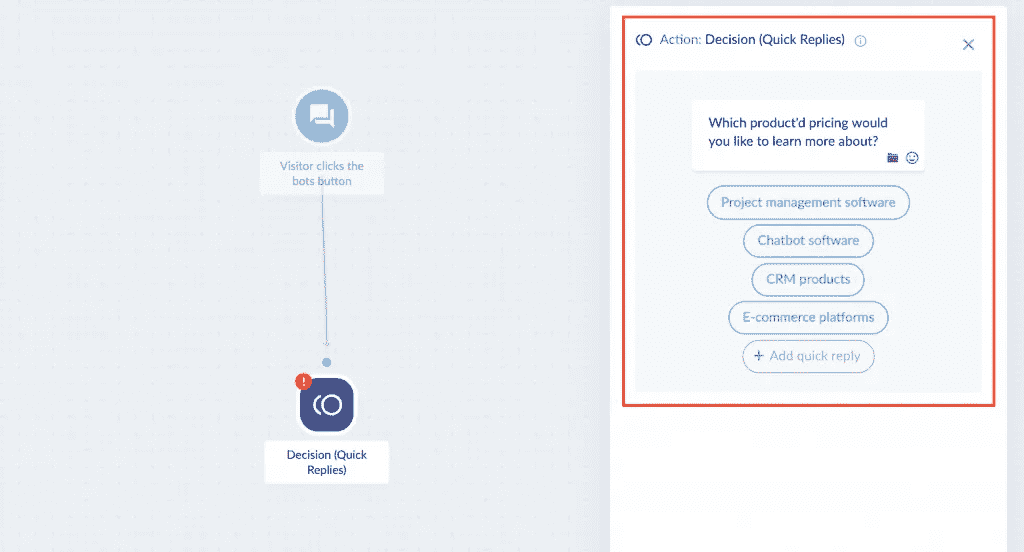 Visitor clicks the
bots button
!
Decision (Quick
Replies)
Action: Decision (Quick Replies)
Which product'd pricing would
you like to learn more about?
Project management software
Chatbot software
CRM products
E-commerce platforms
+ Add quick reply